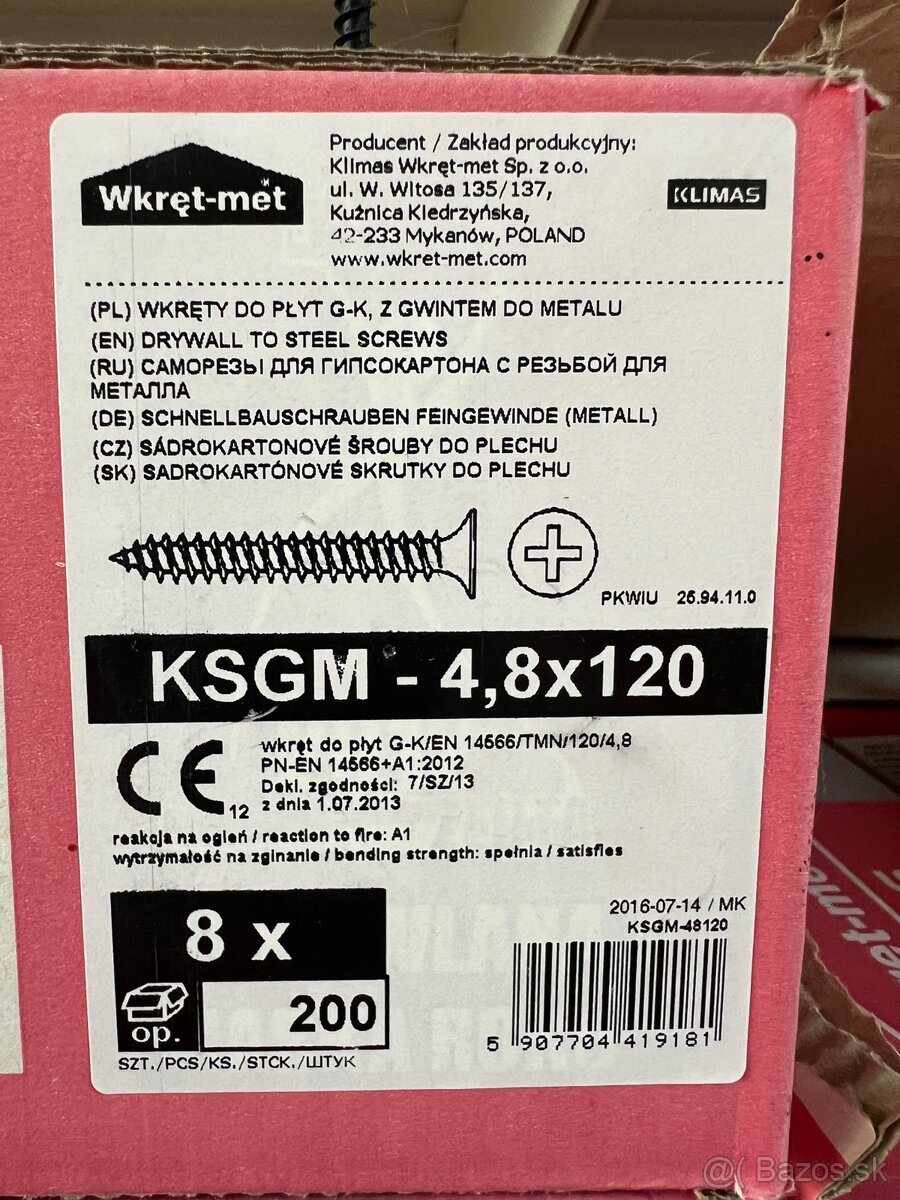 Wkręt-met
Producent / Zakład produkcyjny:
Klimas Wkręt-met Sp. z o.o.
ul. W. Witosa 135/137,
Kuźnica Kiedrzyńska,
42-233 Mykanów, POLAND
www.wkret-met.com
KLIMAS
(PL) WKRĘTY DO PŁYT G-K, Z GWINTEM DO METALU
(EN) DRYWALL TO STEEL SCREWS
(RU) САМОРЕЗЫ ДЛЯ ГИПСОКАРТОНА С РЕЗЬБОЙ ДЛЯ
МЕТАЛЛА
(DE) SCHNELLBAUSCHRAUBEN FEINGEWINDE (METALL)
(CZ) SÁDROKARTONOVÉ ŠROUBY DO PLECHU
(SK) SADROKARTÓNOVÉ SKRUTKY DO PLECHU
PKWIU 25.94.11.0
KSGM - 4,8x120
CE 12
wkręt do płyt G-K/EN 14566/TMN/120/4,8
PN-EN 14566+A1:2012
Dekl. zgodności: 7/SZ/13
z dnia 1.07.2013
reakcja na ogień / reaction to fire: A1
wytrzymałość na zginanie / bending strength: spełnia / satisfies
8 x
op.
200
SZT./PCS/KS./STCK./ШТУК
2016-07-14 / MK
KSGM-48120
5 907704 419181
et-me
@( Bazos.sk